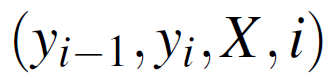 (y_{i−1}, y_i, X, i)